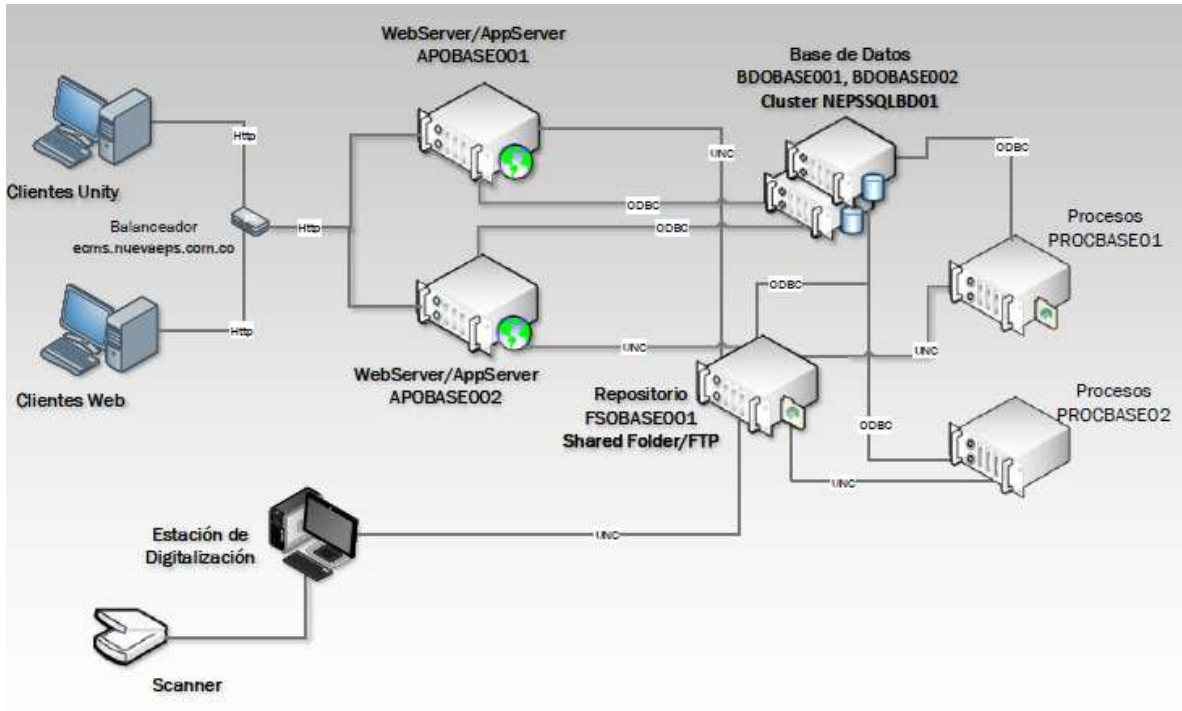 WebServer/AppServer
APOBASE001
Base de Datos
BDOBASE001, BDOBASE002
Cluster NEPSSQLBD01
Http
UNC
ODBC
Clientes Unity
ODBC
Procesos
PROCBASE01
Balanceador
ecms.nuevaeps.com.co
Http
ODBC
ODBC
Http
UNC
UNC
WebServer/AppServer
APOBASE002
Clientes Web
Repositorio
FSOBASE001
Shared Folder/FTP
Procesos
PROCBASE02
ODBC
UNC
Estación de
Digitalización
UNC
Scanner